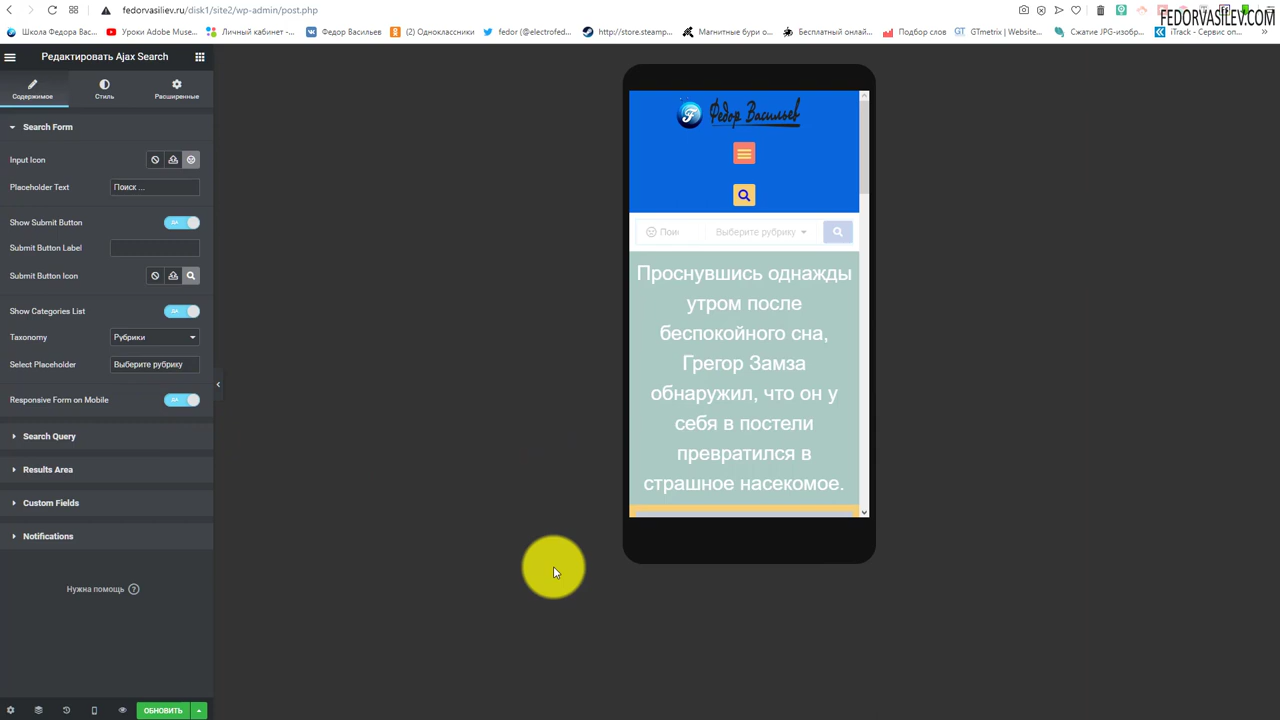 fedorvasiliev.ru/disk1/site2/wp-admin/post.php
FEDORVASILEV.COM
Школа Федора Вас...
Уроки Adobe Muse...
Личный кабинет -...
Федор Васильев
(2) Одноклассники
fedor (@electrofed...
http://store.steamp...
Магнитные бури о...
Бесплатный онлай...
Подбор слов
GTmetrix | Website...
Сжатие JPG-изобр...
iTrack - Сервис оп...
Редактировать Ajax Search
Содержимое
Стиль
Расширенные
Search Form
Input Icon
Placeholder Text
Поиск ...
Show Submit Button
ДА
Submit Button Label
Submit Button Icon
Show Categories List
ДА
Taxonomy
Рубрики
Select Placeholder
Выберите рубрику
Responsive Form on Mobile
ДА
Search Query
Results Area
Custom Fields
Notifications
Нужна помощь
ОБНОВИТЬ
Федор Васильев
Выберите рубрику
Проснувшись однажды
утром после
беспокойного сна,
Грегор Замза
обнаружил, что он у
себя в постели
превратился в
страшное насекомое.